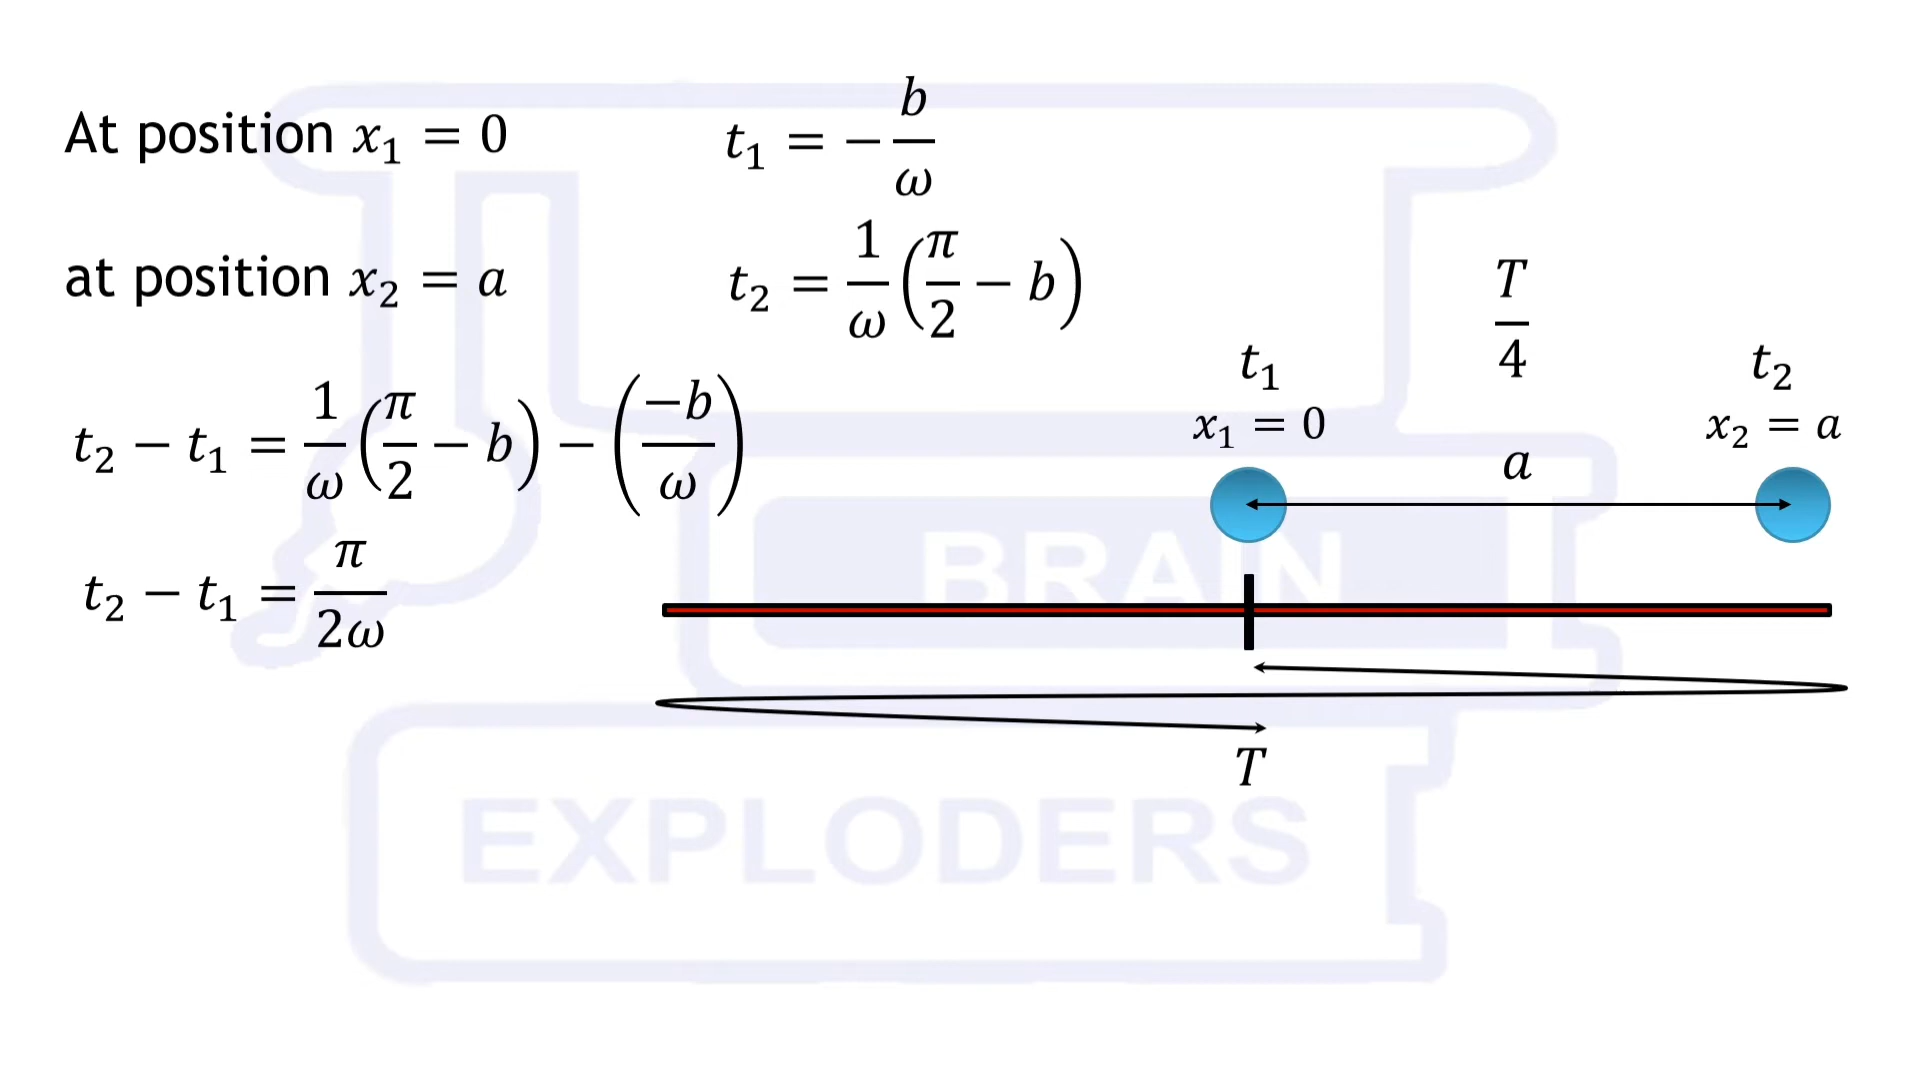 At position x₁ = 0
t₁ = −b/ω
at position x₂ = a
t₂ = 1/ω (π/2 − b)
t₂ − t₁ = 1/ω (π/2 − b) − (−b/ω)
t₂ − t₁ = π/2ω
T/4
t₁
t₂
x₁ = 0
x₂ = a
a
T
BRAIN
EXPLODERS